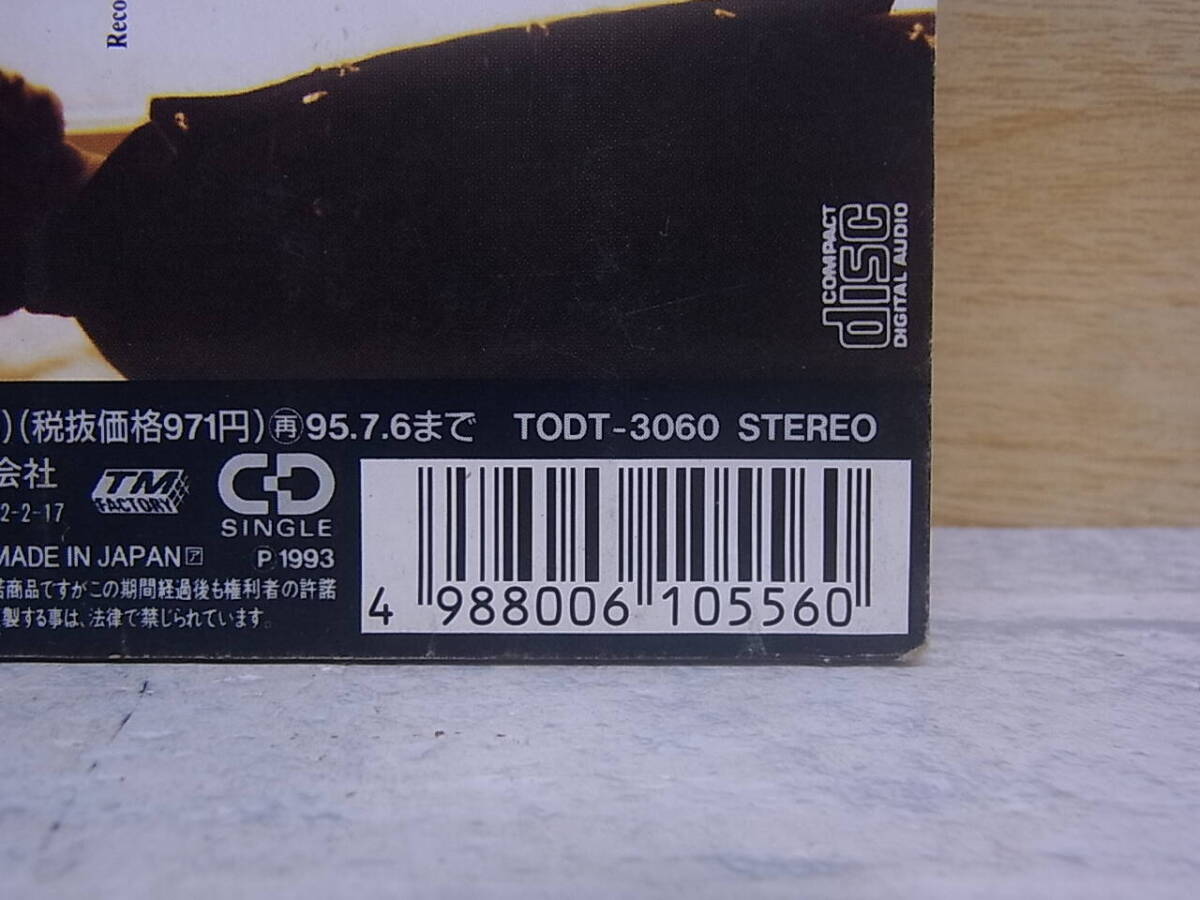 Reco
COMPACT
disc
DIGITAL AUDIO
)(税抜価格971円)再95.7.6まで TODT-3060 STEREO
会社
TM
FACTORY
CD
SINGLE
2-2-17
MADE IN JAPAN ア
P 1993
商品ですがこの期間経過後も権利者の許諾
製する事は、法律で禁じられています。
4 988006 105560